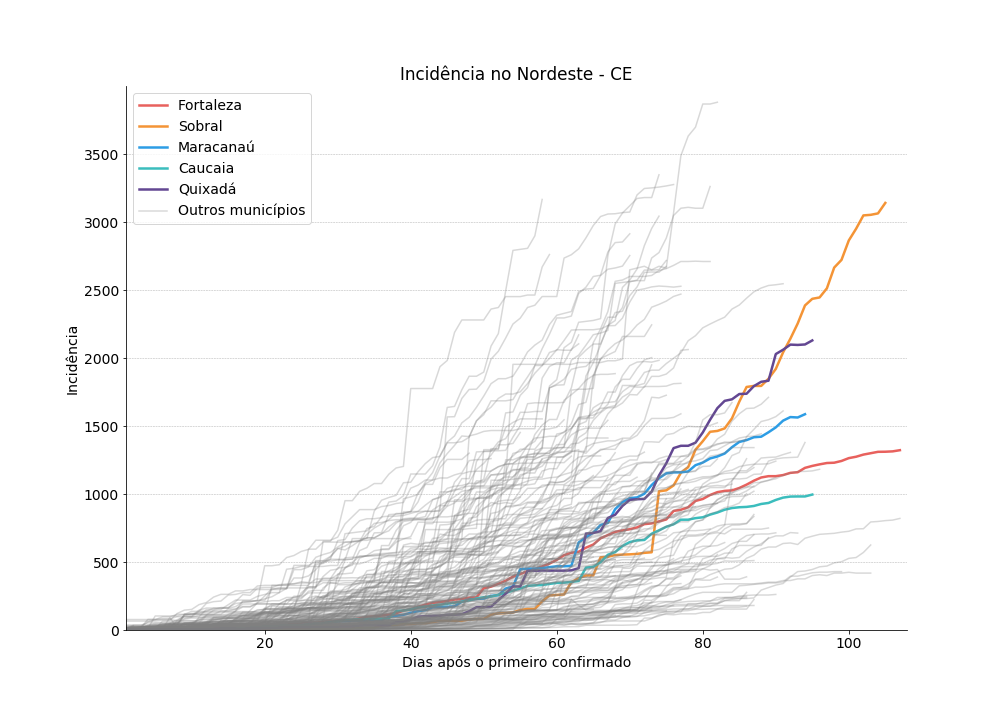 Incidência no Nordeste - CE
Fortaleza
Sobral
Maracanaú
Caucaia
Quixadá
Outros municípios
Incidência
3500
3000
2500
2000
1500
1000
500
0
20
40
60
80
100
Dias após o primeiro confirmado